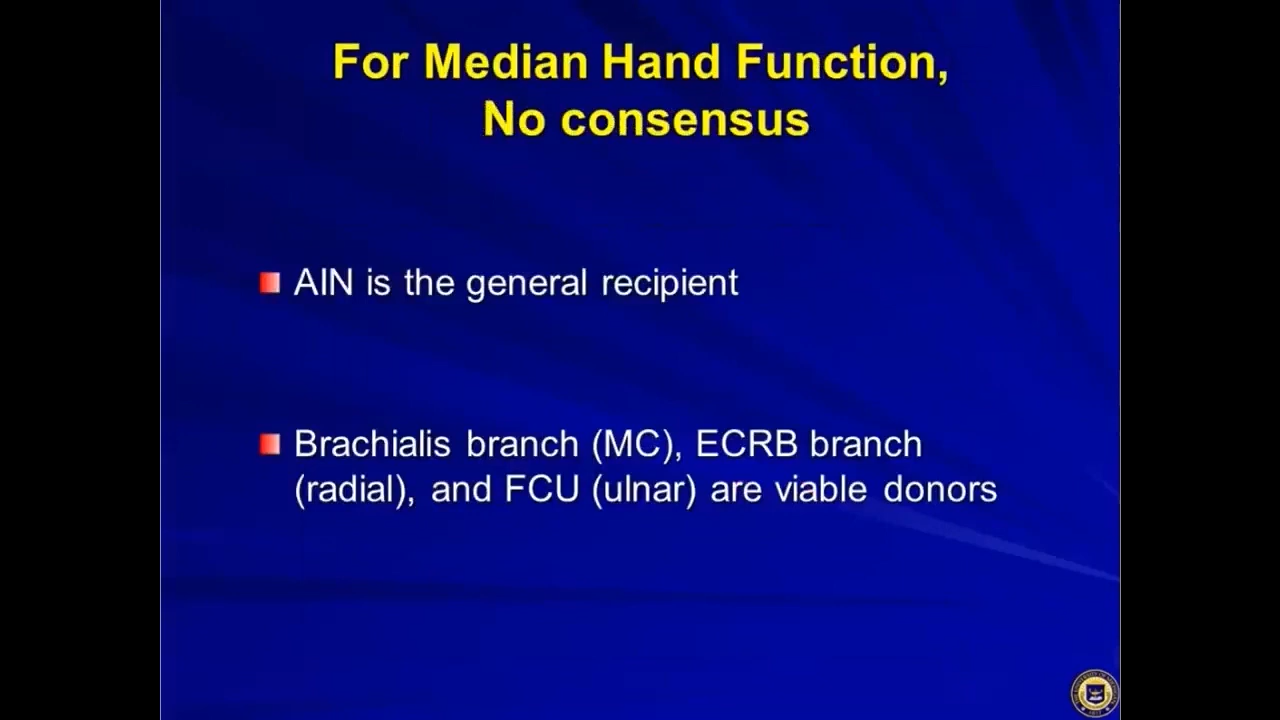 For Median Hand Function,
No consensus
AIN is the general recipient
Brachialis branch (MC), ECRB branch
(radial), and FCU (ulnar) are viable donors